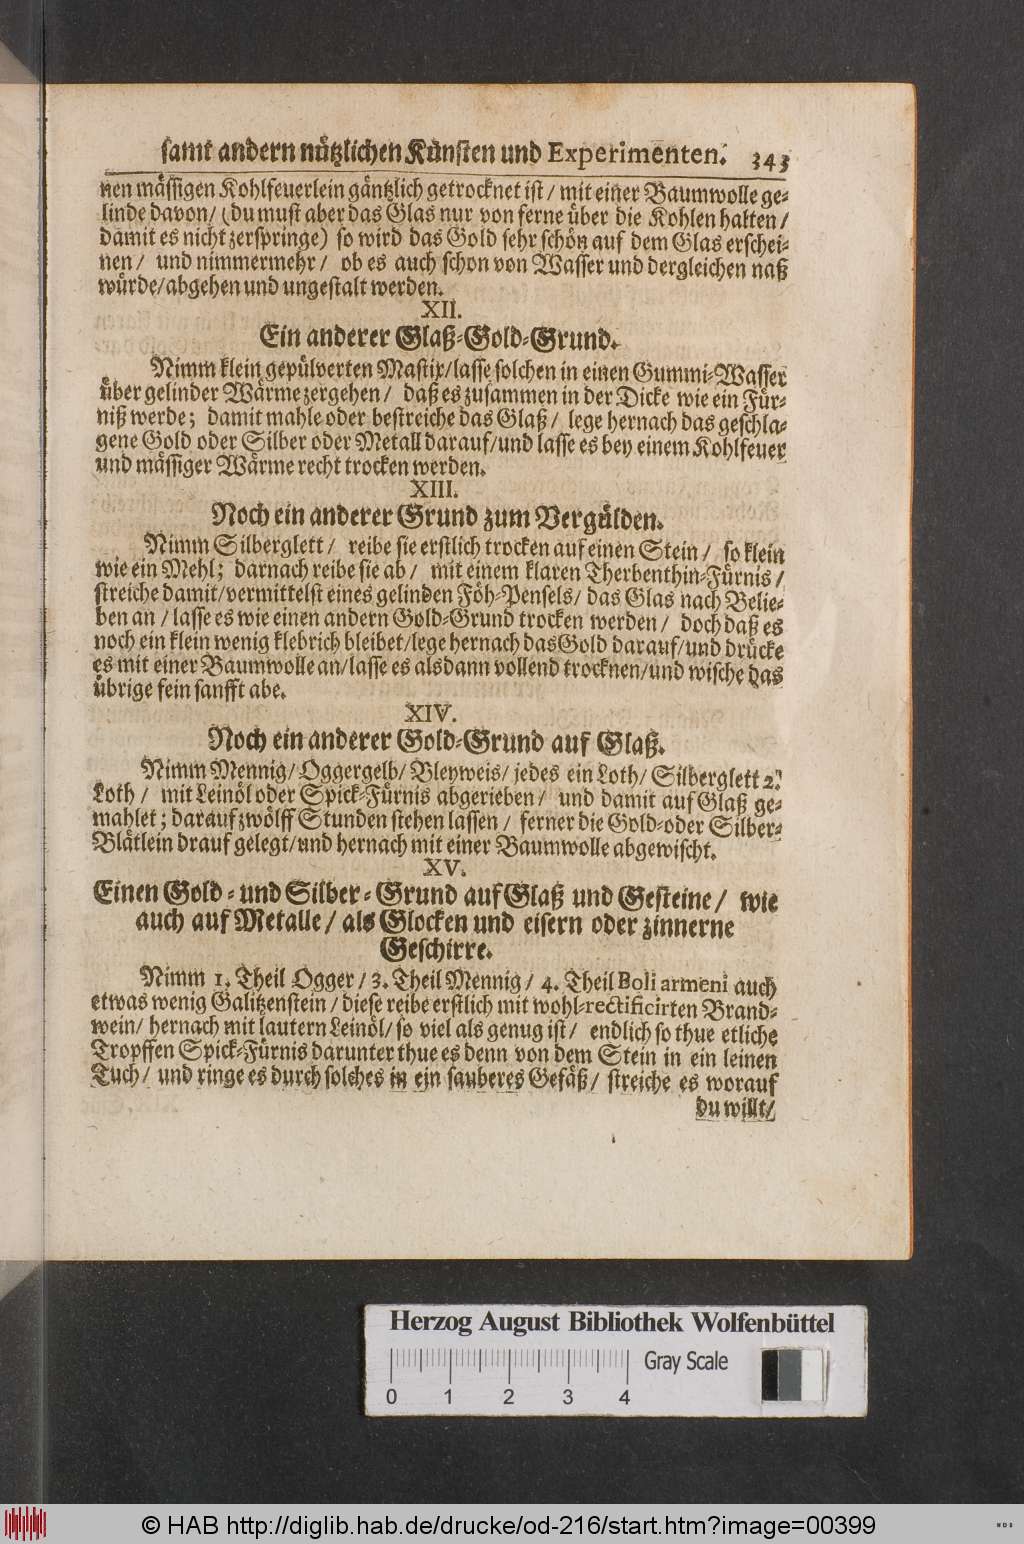 samt andern nützlichen Künsten und Experimenten. 343
nen mässigen Kohlfeuerlein gäntzlich getrocknet ist / mit einer Baumwolle ge-
linde davon/ (du must aber das Glas nur von ferne über die Kohlen halten /
damit es nicht zerspringe) so wird das Gold sehr schön auf dem Glas erschei-
nen / und nimmermehr / ob es auch schon von Wasser und dergleichen naß
würde/abgehen und ungestalt werden.
XII.
Ein anderer Glaß-Gold-Grund.
Nimm klein gepülverten Mastix/lasse solchen in einen Gummi-Wasser
über gelinder Wärme zergehen / daß es zusammen in der Dicke wie ein Für-
niß werde; damit mahle oder bestreiche das Glaß / lege hernach das geschla-
gene Gold oder Silber oder Metall darauf/und lasse es bey einem Kohlfeuer
und mässiger Wärme recht trocken werden.
XIII.
Noch ein anderer Grund zum Vergülden.
Nimm Silberglett / reibe sie erstlich trocken auf einen Stein / so klein
wie ein Mehl; darnach reibe sie ab / mit einem klaren Therbenthin-Fürnis /
streiche damit/vermittelst eines gelinden Föh-Pensels/ das Glas nach Belie-
ben an / lasse es wie einen andern Gold-Grund trocken werden / doch daß es
noch ein klein wenig klebrich bleibet/lege hernach das Gold darauf/und drücke
es mit einer Baumwolle an/lasse es alsdann vollend trocknen/und wische das
übrige fein sanfft abe.
XIV.
Noch ein anderer Gold-Grund auf Glaß.
Nimm Mennig/ Oggergelb/ Bleyweis/ jedes ein Loth/ Silberglett 2.
Loth / mit Leinöl oder Spick-Fürnis abgerieben / und damit auf Glaß ge-
mahlet; darauf zwölff Stunden stehen lassen / ferner die Gold- oder Silber-
Blätlein drauf gelegt/und hernach mit einer Baumwolle abgewischt.
XV.
Einen Gold- und Silber-Grund auf Glaß und Gesteine / wie
auch auf Metalle / als Glocken und eisern oder zinnerne
Geschirre.
Nimm 1. Theil Ogger / 3. Theil Mennig / 4. Theil Boli armeni auch
etwas wenig Galitzenstein / diese reibe erstlich mit wohl-rectificirten Brand-
wein/ hernach mit lautern Leinöl/ so viel als genug ist / endlich so thue etliche
Tropffen Spick-Fürnis darunter thue es denn von dem Stein in ein leinen
Tuch / und ringe es durch solches in ein sauberes Gefäß / streiche es worauf
du willt/
Herzog August Bibliothek Wolfenbüttel
Gray Scale
0 1 2 3 4
© HAB http://diglib.hab.de/drucke/od-216/start.htm?image=00399